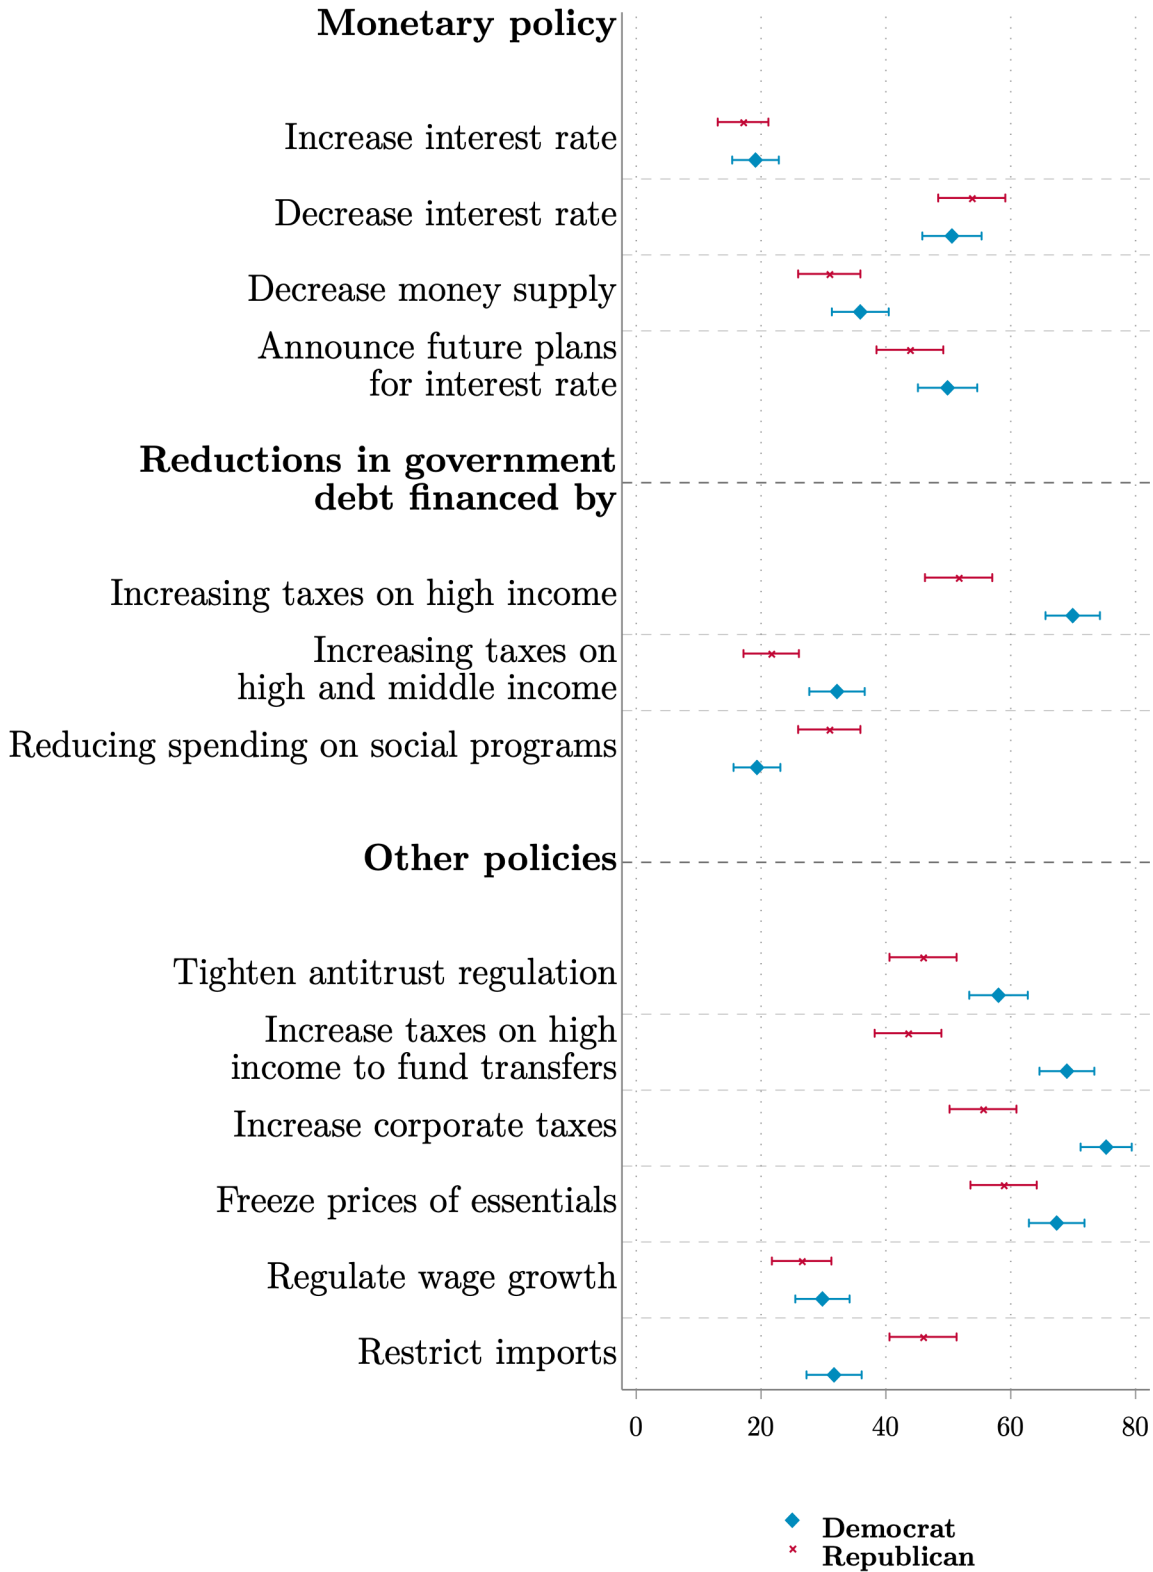 Monetary policy
Increase interest rate
Decrease interest rate
Decrease money supply
Announce future plans
for interest rate
Reductions in government
debt financed by
Increasing taxes on high income
Increasing taxes on
high and middle income
Reducing spending on social programs
Other policies
Tighten antitrust regulation
Increase taxes on high
income to fund transfers
Increase corporate taxes
Freeze prices of essentials
Regulate wage growth
Restrict imports
0 20 40 60 80
Democrat
Republican